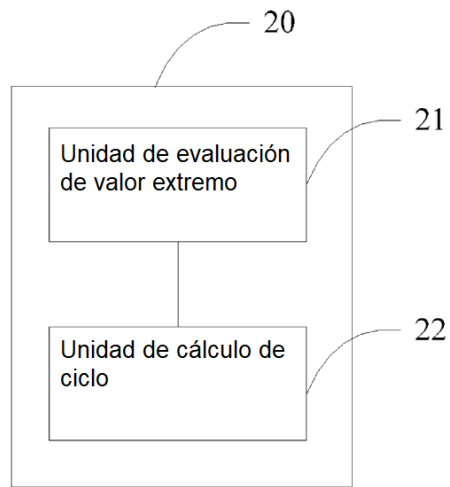 20
Unidad de evaluación
de valor extremo
21
Unidad de cálculo de
ciclo
22